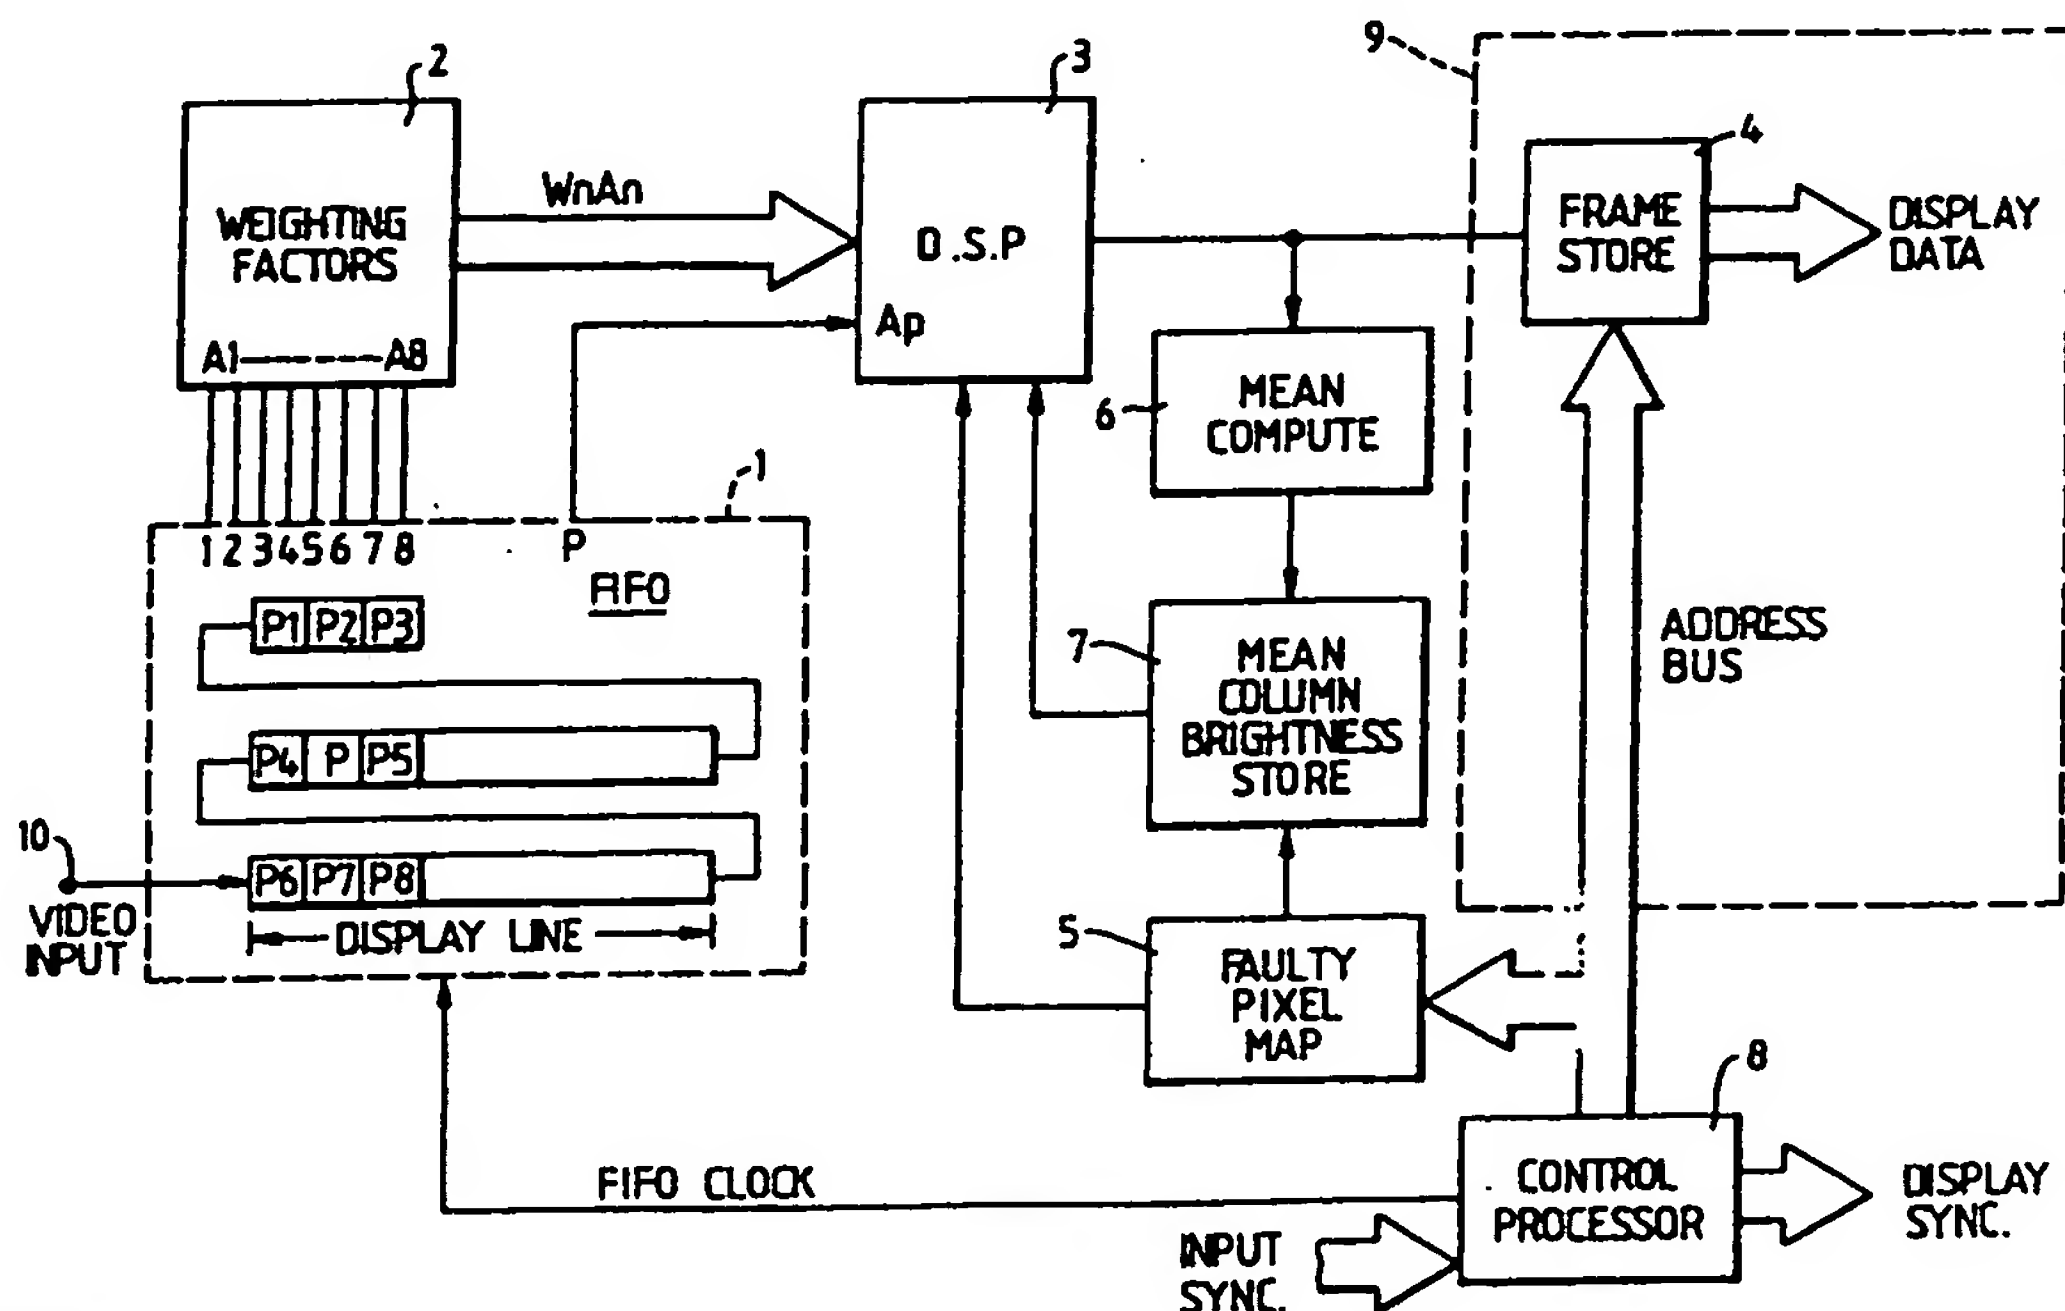 2
3
9
4
WnAn
WEIGHTING
FACTORS
D.S.P
FRAME
STORE
DISPLAY
DATA
Ap
A1 A8
6
MEAN
COMPUTE
1
1 2 3 4 5 6 7 8
P
FIFO
P1 P2 P3
7
MEAN
COLUMN
BRIGHTNESS
STORE
ADDRESS
BUS
P4 P P5
10
P6 P7 P8
VIDEO
INPUT
DISPLAY LINE
5
FAULTY
PIXEL
MAP
8
FIFO CLOCK
CONTROL
PROCESSOR
DISPLAY
SYNC.
INPUT
SYNC.